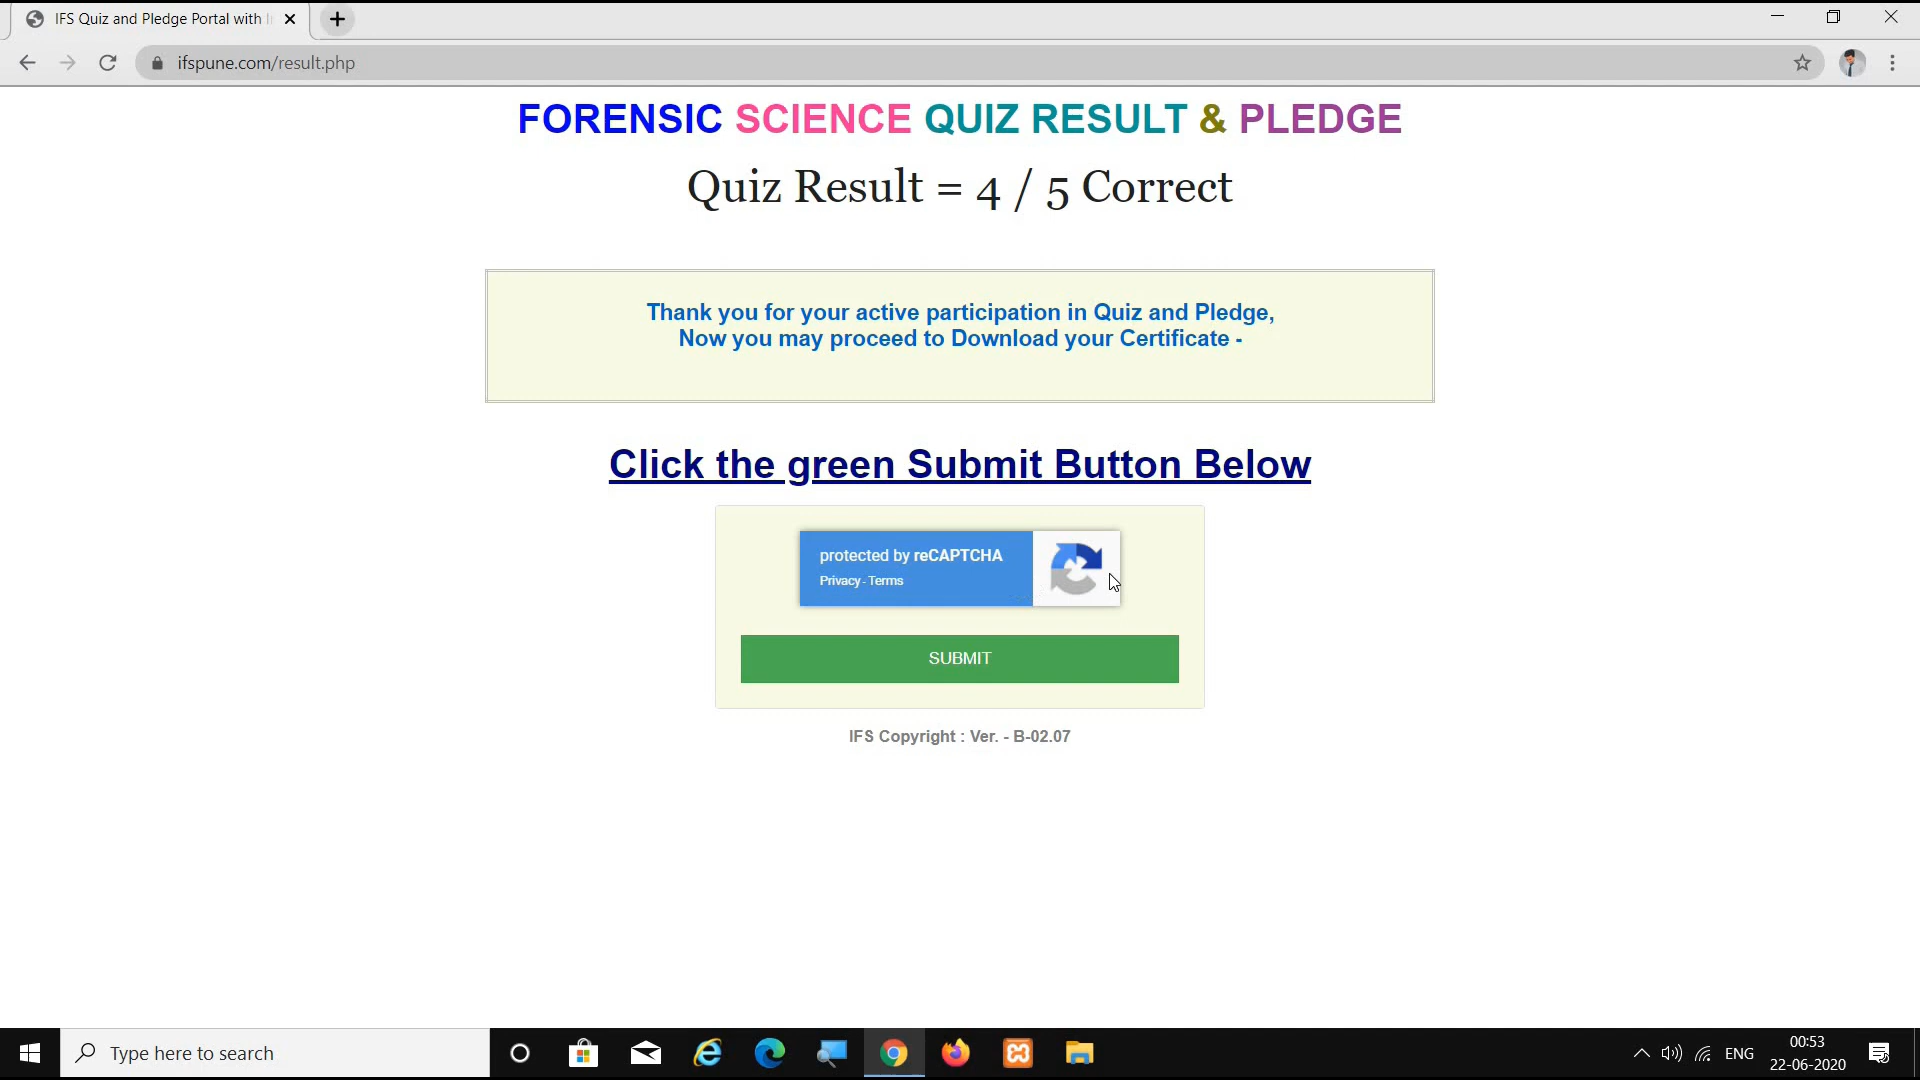 IFS Quiz and Pledge Portal with
ifspune.com/result.php
FORENSIC SCIENCE QUIZ RESULT & PLEDGE
Quiz Result = 4 / 5 Correct
Thank you for your active participation in Quiz and Pledge,
Now you may proceed to Download your Certificate -
Click the green Submit Button Below
protected by reCAPTCHA
Privacy - Terms
SUBMIT
IFS Copyright : Ver. - B-02.07
Type here to search
ENG
00:53
22-06-2020